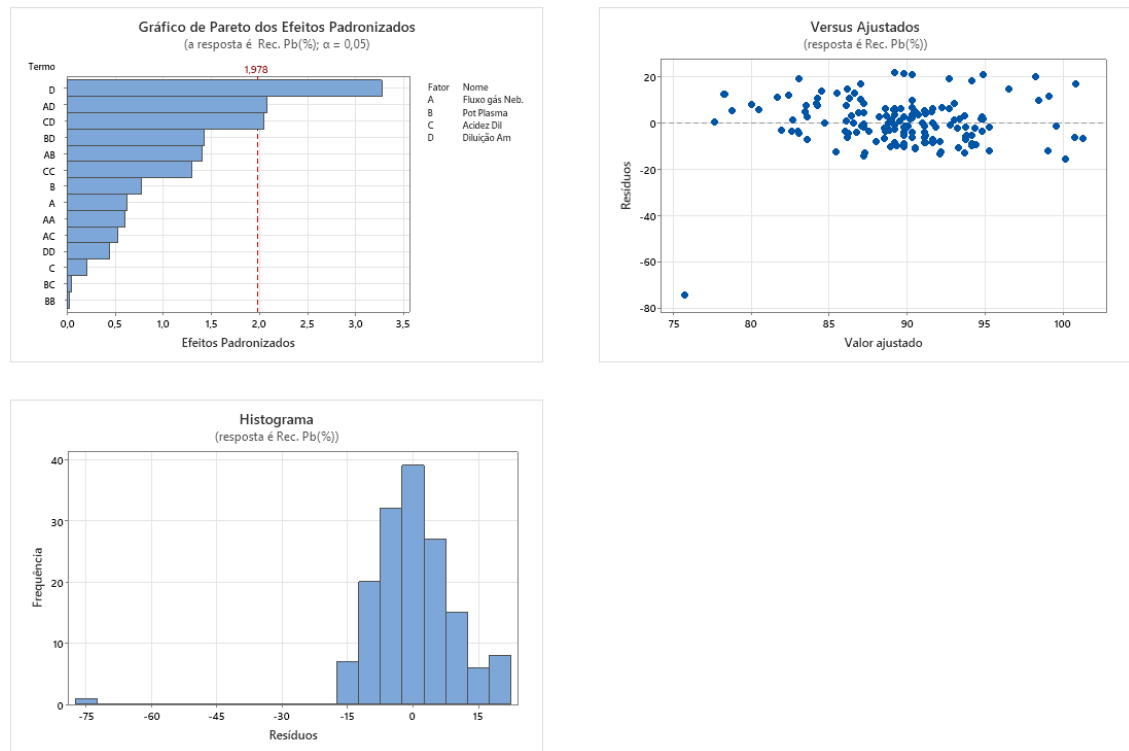 Gráfico de Pareto dos Efeitos Padronizados
(a resposta é Rec. Pb(%); α = 0,05)
Termo
1,978
D
AD
CD
BD
AB
CC
B
A
AA
AC
DD
C
BC
BB
0,0 0,5 1,0 1,5 2,0 2,5 3,0 3,5
Efeitos Padronizados
Fator Nome
A Fluxo gás Neb.
B Pot Plasma
C Acidez Dil
D Diluição Am
Versus Ajustados
(resposta é Rec. Pb(%))
20
0
-20
-40
-60
-80
Resíduos
75 80 85 90 95 100
Valor ajustado
Histograma
(resposta é Rec. Pb(%))
40
30
20
10
0
Frequência
-75 -60 -45 -30 -15 0 15
Resíduos